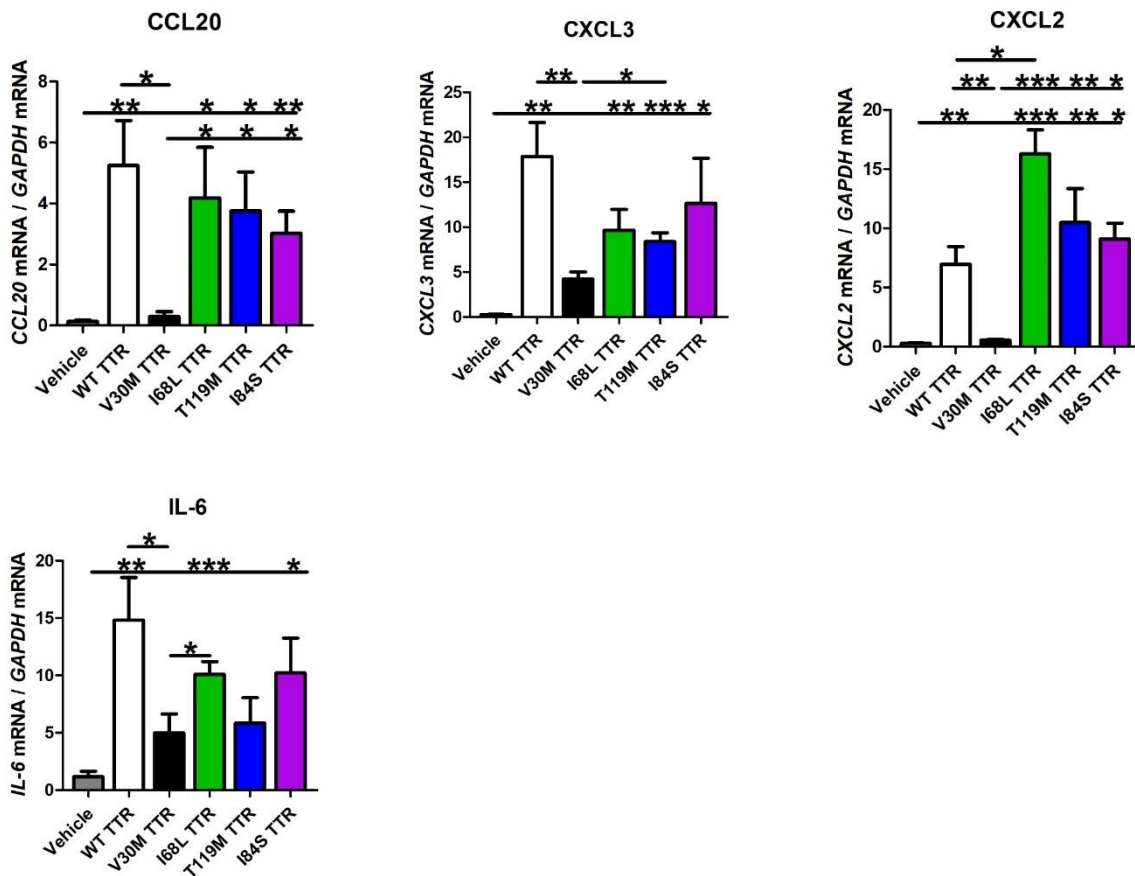 CCL20
CCL20 mRNA / GAPDH mRNA
8
6
4
2
0
*
** * * **
* * *
Vehicle
WT TTR
V30M TTR
I68L TTR
T119M TTR
I84S TTR
CXCL3
CXCL3 mRNA / GAPDH mRNA
25
20
15
10
5
0
** *
** ** *** *
Vehicle
WT TTR
V30M TTR
I68L TTR
T119M TTR
I84S TTR
CXCL2
CXCL2 mRNA / GAPDH mRNA
20
15
10
5
0
*
** *** ** *
** *** ** *
Vehicle
WT TTR
V30M TTR
I68L TTR
T119M TTR
I84S TTR
IL-6
IL-6 mRNA / GAPDH mRNA
20
15
10
5
0
*
** *** *
*
Vehicle
WT TTR
V30M TTR
I68L TTR
T119M TTR
I84S TTR